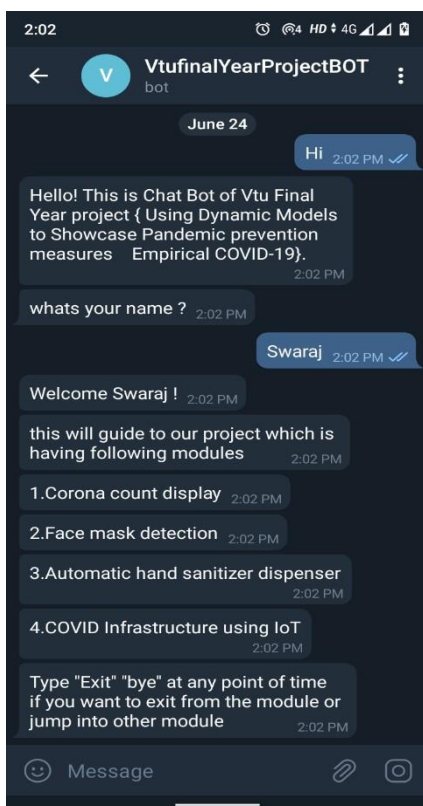 2:02 4 HD 4G
V VtufinalYearProjectBOT
bot
June 24
Hi 2:02 PM
Hello! This is Chat Bot of Vtu Final
Year project { Using Dynamic Models
to Showcase Pandemic prevention
measures Empirical COVID-19}.
2:02 PM
whats your name ? 2:02 PM
Swaraj 2:02 PM
Welcome Swaraj ! 2:02 PM
this will guide to our project which is
having following modules 2:02 PM
1.Corona count display 2:02 PM
2.Face mask detection 2:02 PM
3.Automatic hand sanitizer dispenser
2:02 PM
4.COVID Infrastructure using IoT
2:02 PM
Type "Exit" "bye" at any point of time
if you want to exit from the module or
jump into other module 2:02 PM
Message